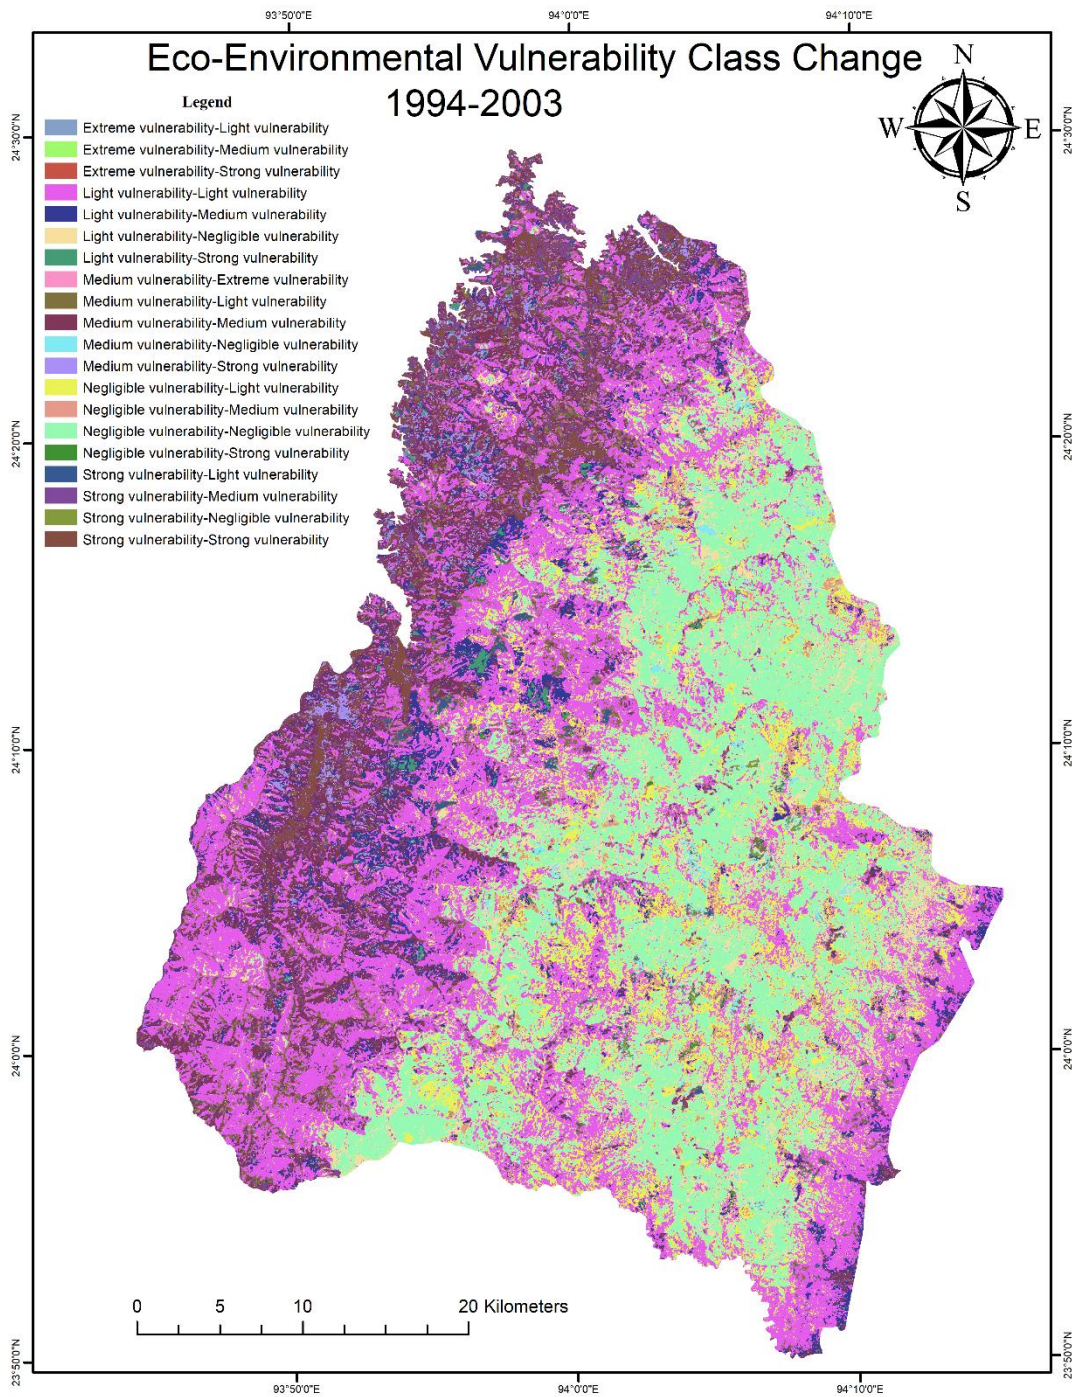 93°50'0"E 94°0'0"E 94°10'0"E
Eco-Environmental Vulnerability Class Change
1994-2003
N
W E
S
Legend
Extreme vulnerability-Light vulnerability
Extreme vulnerability-Medium vulnerability
Extreme vulnerability-Strong vulnerability
Light vulnerability-Light vulnerability
Light vulnerability-Medium vulnerability
Light vulnerability-Negligible vulnerability
Light vulnerability-Strong vulnerability
Medium vulnerability-Extreme vulnerability
Medium vulnerability-Light vulnerability
Medium vulnerability-Medium vulnerability
Medium vulnerability-Negligible vulnerability
Medium vulnerability-Strong vulnerability
Negligible vulnerability-Light vulnerability
Negligible vulnerability-Medium vulnerability
Negligible vulnerability-Negligible vulnerability
Negligible vulnerability-Strong vulnerability
Strong vulnerability-Light vulnerability
Strong vulnerability-Medium vulnerability
Strong vulnerability-Negligible vulnerability
Strong vulnerability-Strong vulnerability
24°30'0"N 24°30'0"N
24°20'0"N 24°20'0"N
24°10'0"N 24°10'0"N
24°0'0"N 24°0'0"N
23°50'0"N 23°50'0"N
0 5 10 20 Kilometers
93°50'0"E 94°0'0"E 94°10'0"E